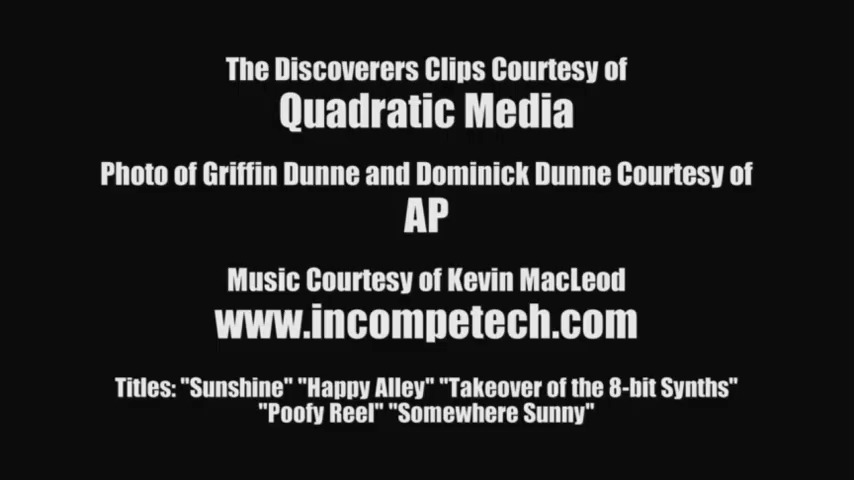 The Discoverers Clips Courtesy of
Quadratic Media
Photo of Griffin Dunne and Dominick Dunne Courtesy of
AP
Music Courtesy of Kevin MacLeod
www.incompetech.com
Titles: "Sunshine" "Happy Alley" "Takeover of the 8-bit Synths"
"Poofy Reel" "Somewhere Sunny"